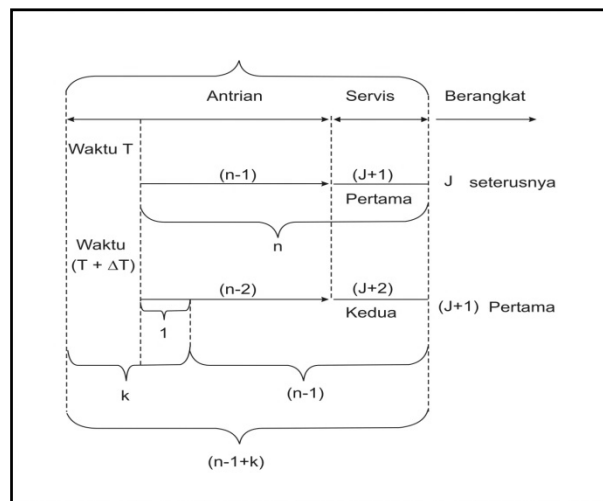 Antrian Servis Berangkat
Waktu T
(n-1) (J+1) J seterusnya
Pertama
n
Waktu
(T + ΔT)
(n-2) (J+2)
Kedua (J+1) Pertama
1
k (n-1)
(n-1+k)